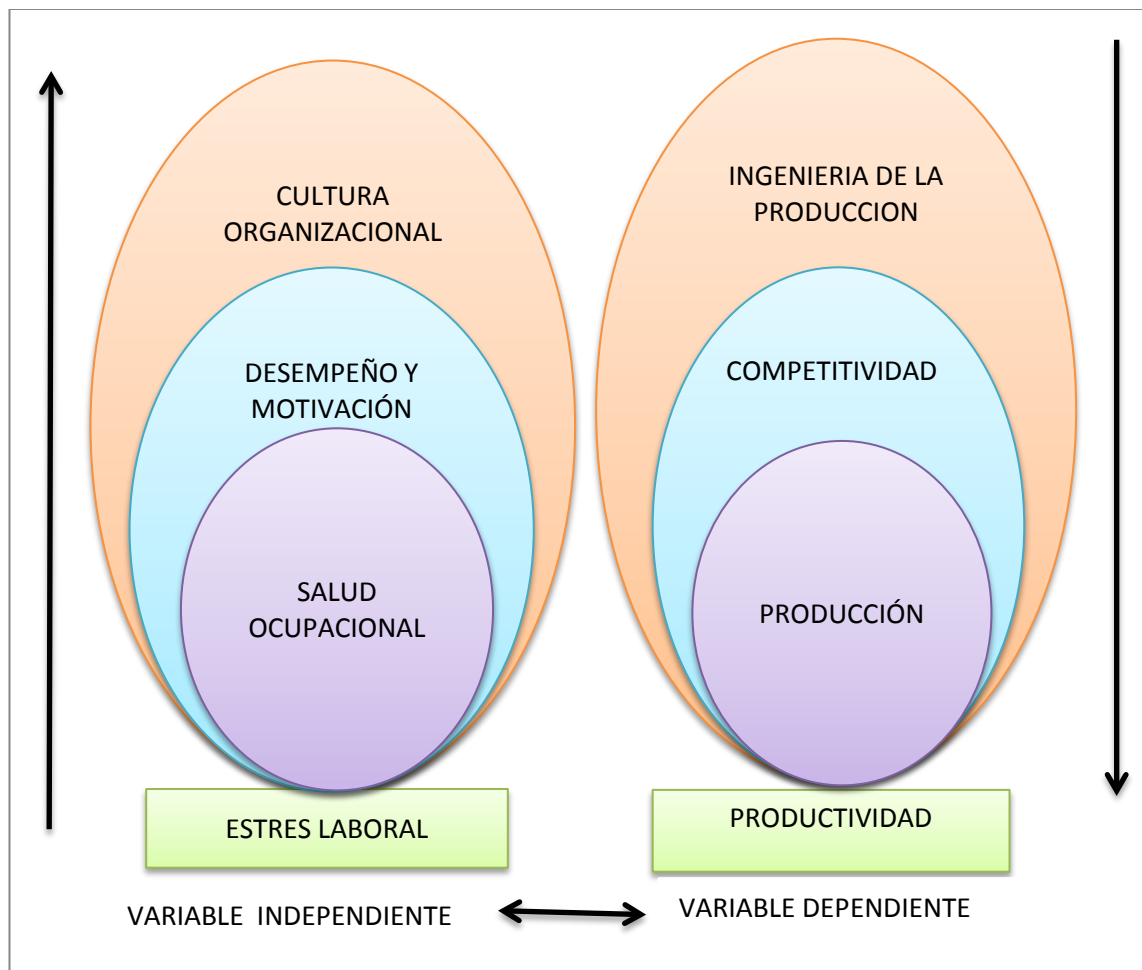 CULTURA
ORGANIZACIONAL
DESEMPEÑO Y
MOTIVACIÓN
SALUD
OCUPACIONAL
ESTRES LABORAL
VARIABLE INDEPENDIENTE
INGENIERIA DE LA
PRODUCCION
COMPETITIVIDAD
PRODUCCIÓN
PRODUCTIVIDAD
VARIABLE DEPENDIENTE